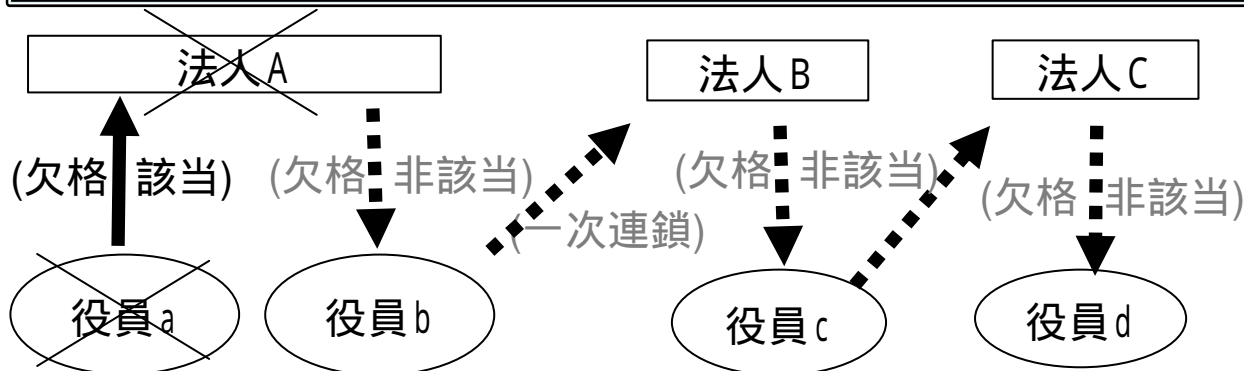 法人A
法人B
法人C
(欠格 該当)
(欠格 非該当)
(欠格 非該当)
(欠格 非該当)
(一次連鎖)
役員a
役員b
役員c
役員d